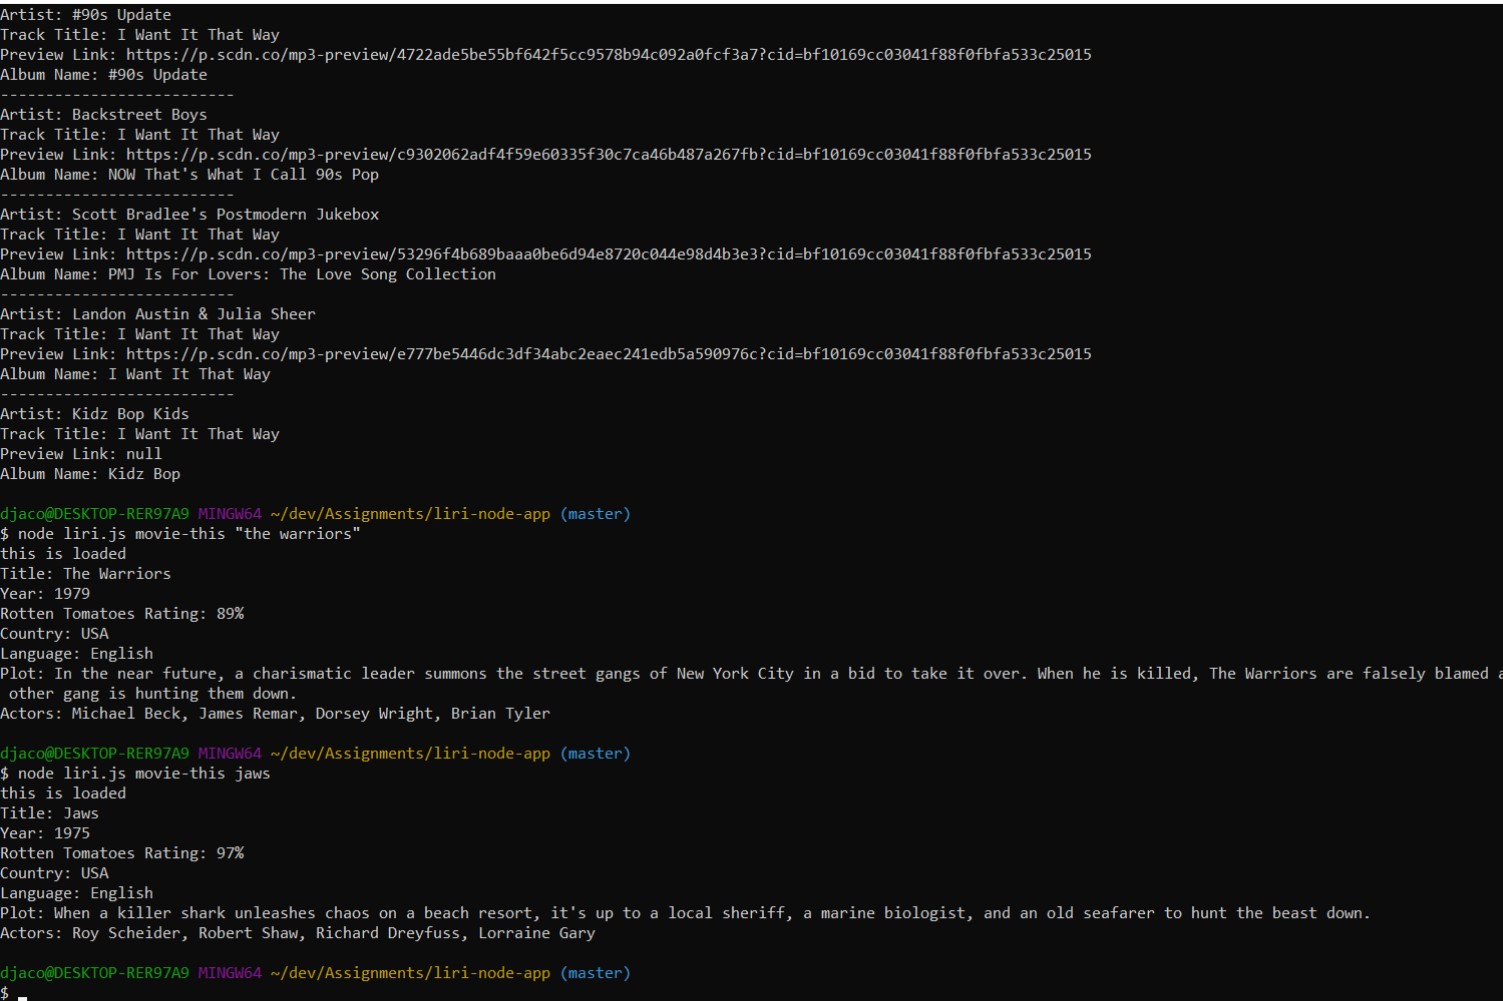 Artist: #90s Update
Track Title: I Want It That Way
Preview Link: https://p.scdn.co/mp3-preview/4722ade5be55bf642f5cc9578b94c092a0fcf3a7?cid=bf10169cc03041f88f0fbfa533c25015
Album Name: #90s Update
--------------------------
Artist: Backstreet Boys
Track Title: I Want It That Way
Preview Link: https://p.scdn.co/mp3-preview/c9302062adf4f59e60335f30c7ca46b487a267fb?cid=bf10169cc03041f88f0fbfa533c25015
Album Name: NOW That's What I Call 90s Pop
--------------------------
Artist: Scott Bradlee's Postmodern Jukebox
Track Title: I Want It That Way
Preview Link: https://p.scdn.co/mp3-preview/53296f4b689baaa0be6d94e8720c044e98d4b3e3?cid=bf10169cc03041f88f0fbfa533c25015
Album Name: PMJ Is For Lovers: The Love Song Collection
--------------------------
Artist: Landon Austin & Julia Sheer
Track Title: I Want It That Way
Preview Link: https://p.scdn.co/mp3-preview/e777be5446dc3df34abc2eaec241edb5a590976c?cid=bf10169cc03041f88f0fbfa533c25015
Album Name: I Want It That Way
--------------------------
Artist: Kidz Bop Kids
Track Title: I Want It That Way
Preview Link: null
Album Name: Kidz Bop
djaco@DESKTOP-RER97A9 MINGW64 ~/dev/Assignments/liri-node-app (master)
$ node liri.js movie-this "the warriors"
this is loaded
Title: The Warriors
Year: 1979
Rotten Tomatoes Rating: 89%
Country: USA
Language: English
Plot: In the near future, a charismatic leader summons the street gangs of New York City in a bid to take it over. When he is killed, The Warriors are falsely blamed
other gang is hunting them down.
Actors: Michael Beck, James Remar, Dorsey Wright, Brian Tyler
djaco@DESKTOP-RER97A9 MINGW64 ~/dev/Assignments/liri-node-app (master)
$ node liri.js movie-this jaws
this is loaded
Title: Jaws
Year: 1975
Rotten Tomatoes Rating: 97%
Country: USA
Language: English
Plot: When a killer shark unleashes chaos on a beach resort, it's up to a local sheriff, a marine biologist, and an old seafarer to hunt the beast down.
Actors: Roy Scheider, Robert Shaw, Richard Dreyfuss, Lorraine Gary
djaco@DESKTOP-RER97A9 MINGW64 ~/dev/Assignments/liri-node-app (master)
$